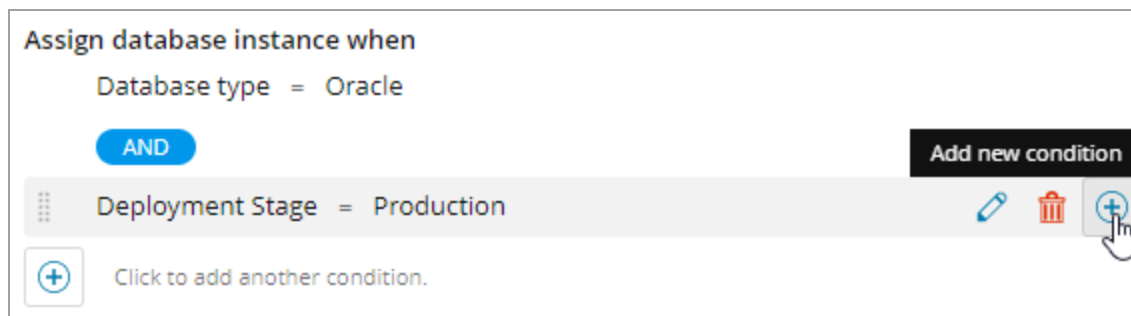 Assign database instance when
Database type = Oracle
AND
Add new condition
Deployment Stage = Production
Click to add another condition.